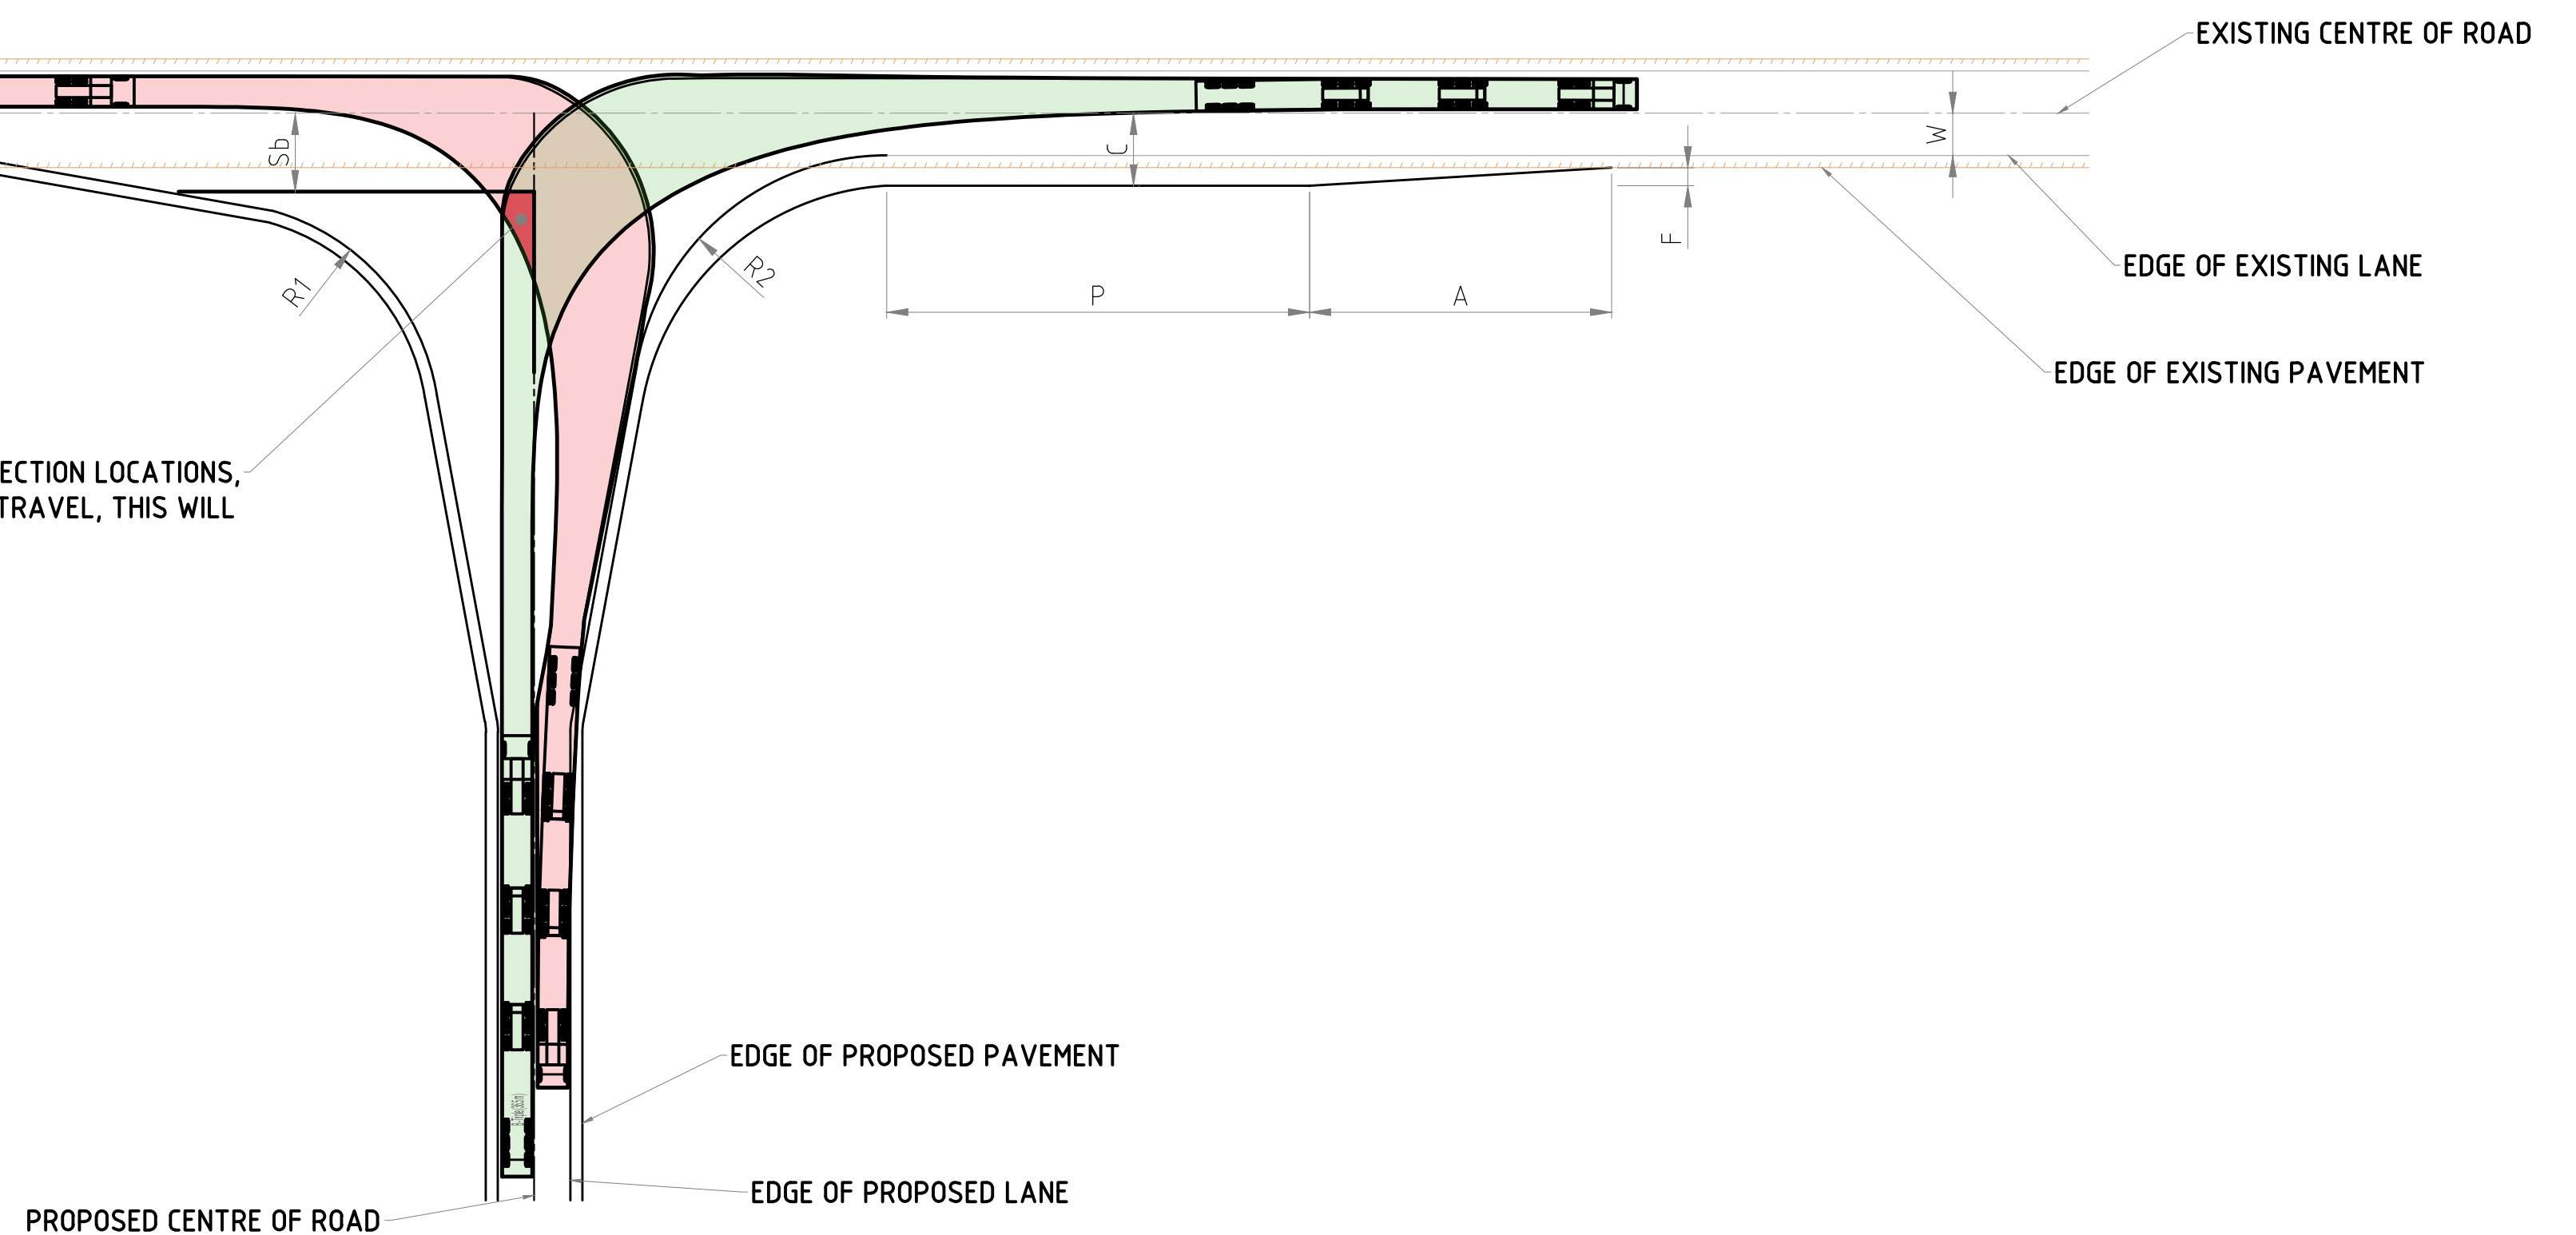 EXISTING CENTRE OF ROAD
Sb
C
W
F
R1
R2
P
A
EDGE OF EXISTING LANE
EDGE OF EXISTING PAVEMENT
ECTION LOCATIONS,
TRAVEL, THIS WILL
EDGE OF PROPOSED PAVEMENT
EDGE OF PROPOSED LANE
PROPOSED CENTRE OF ROAD